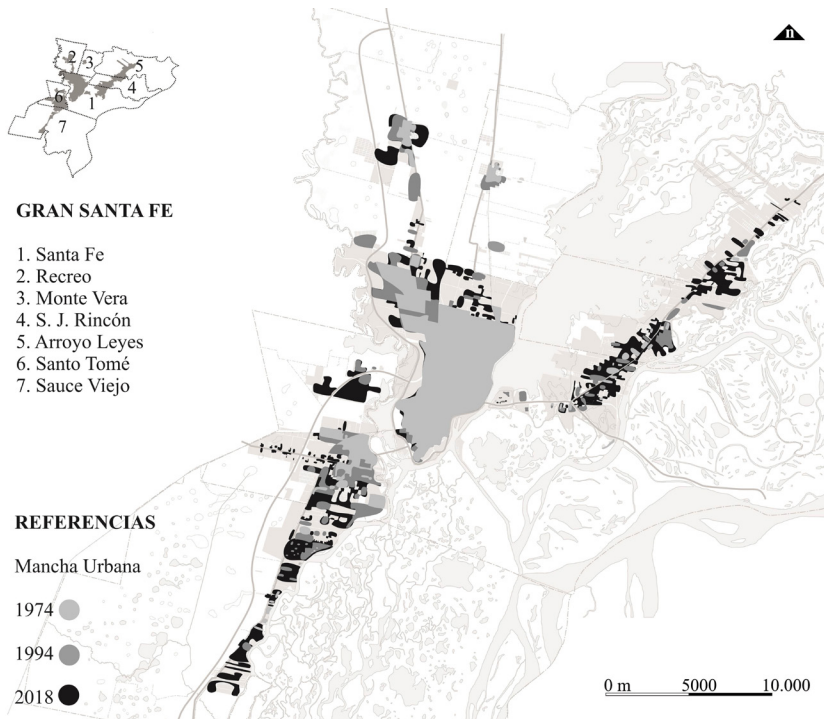 n
2
3
5
4
6
1
7
GRAN SANTA FE
1. Santa Fe
2. Recreo
3. Monte Vera
4. S. J. Rincón
5. Arroyo Leyes
6. Santo Tomé
7. Sauce Viejo
REFERENCIAS
Mancha Urbana
1974
1994
2018
0 m 5000 10.000